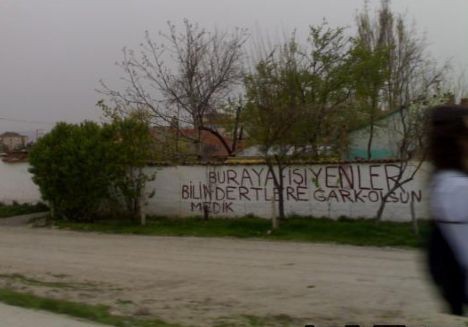 BURAYA İŞİYENLER
BİLİNMEDİK DERTLERE GARK OLSUN